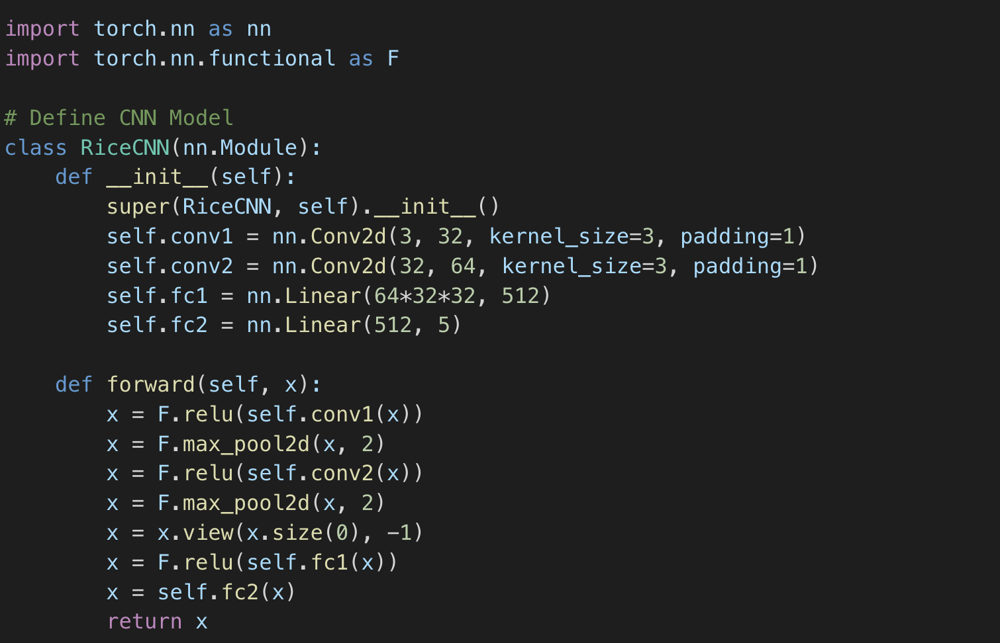 import torch.nn as nn
import torch.nn.functional as F

# Define CNN Model
class RiceCNN(nn.Module):
    def __init__(self):
        super(RiceCNN, self).__init__()
        self.conv1 = nn.Conv2d(3, 32, kernel_size=3, padding=1)
        self.conv2 = nn.Conv2d(32, 64, kernel_size=3, padding=1)
        self.fc1 = nn.Linear(64*32*32, 512)
        self.fc2 = nn.Linear(512, 5)

    def forward(self, x):
        x = F.relu(self.conv1(x))
        x = F.max_pool2d(x, 2)
        x = F.relu(self.conv2(x))
        x = F.max_pool2d(x, 2)
        x = x.view(x.size(0), -1)
        x = F.relu(self.fc1(x))
        x = self.fc2(x)
        return x